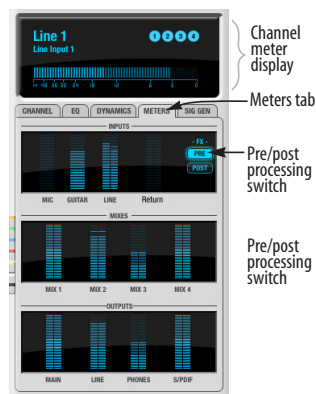 Line 1
Line Input 1
1 2 3 4
Channel
meter
display
CHANNEL EQ DYNAMICS METERS SIG GEN
Meters tab
INPUTS
- FX -
PRE
POST
Pre/post
processing
switch
MIC GUITAR LINE Return
MIXES
MIX 1 MIX 2 MIX 3 MIX 4
Pre/post
processing
switch
OUTPUTS
MAIN LINE PHONES S/PDIF